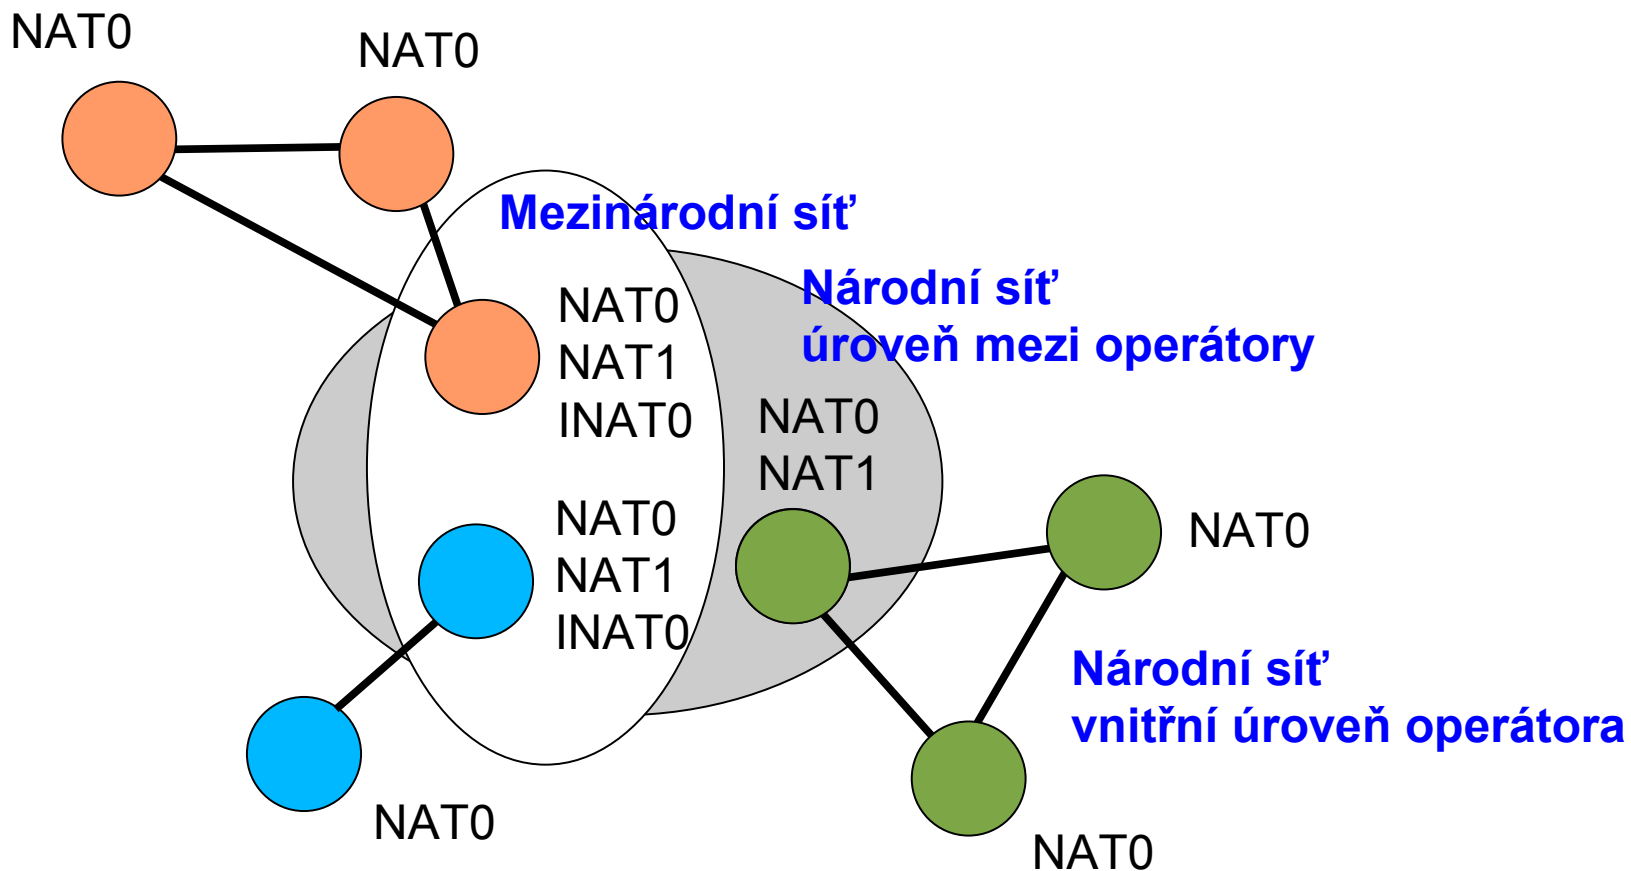 NAT0
NAT0
Mezinárodní síť
Národní síť
úroveň mezi operátory
NAT0
NAT1
INAT0
NAT0
NAT1
NAT0
NAT1
INAT0
NAT0
Národní síť
vnitřní úroveň operátora
NAT0
NAT0